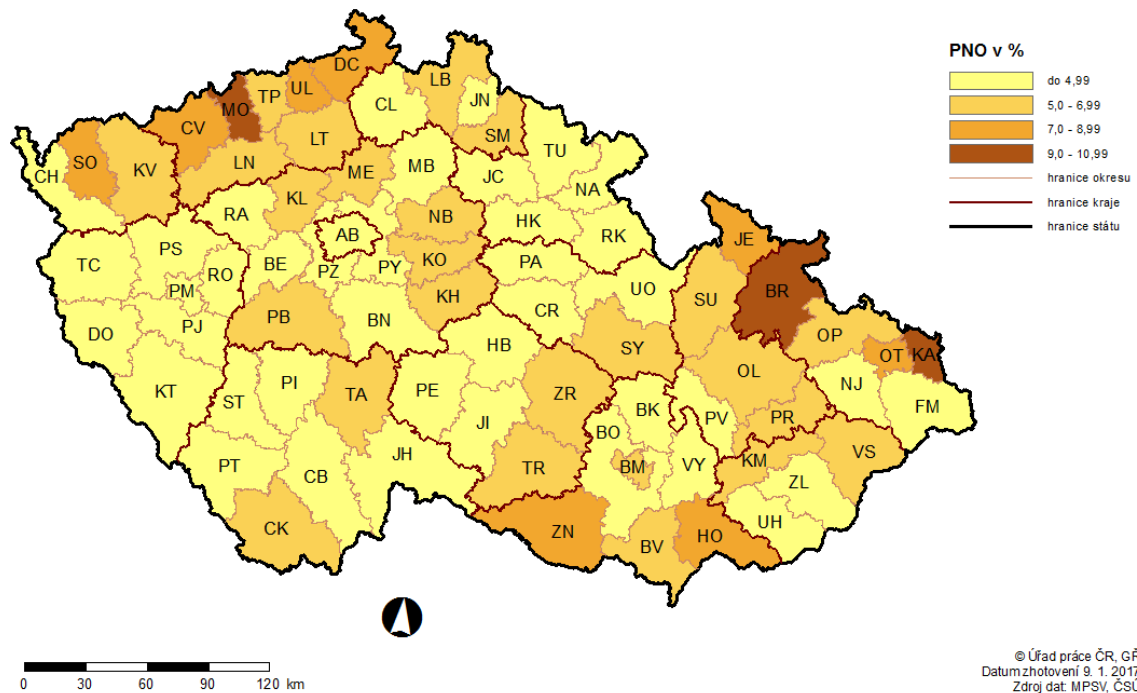 PNO v %
do 4,99
5,0 - 6,99
7,0 - 8,99
9,0 - 10,99
hranice okresu
hranice kraje
hranice státu
DC
LB
UL
TP
JN
MO
CL
CV
SM
LT
TU
SO
KV
LN
ME
MB
JC
CH
NA
KL
RA
NB
HK
AB
RK
JE
PS
KO
PA
TC
RO
BE
PZ
PY
PM
KH
UO
SU
BR
CR
PB
BN
DO
PJ
OP
HB
SY
OT
KA
KT
PI
TA
PE
ZR
OL
NJ
ST
BK
PV
PR
FM
JI
BO
VS
JH
KM
PT
CB
TR
BM
VY
ZL
CK
ZN
HO
UH
BV
0 30 60 90 120 km
© Úřad práce ČR, GŘ
Datum zhotovení 9. 1. 2017
Zdroj dat: MPSV, ČSÚ